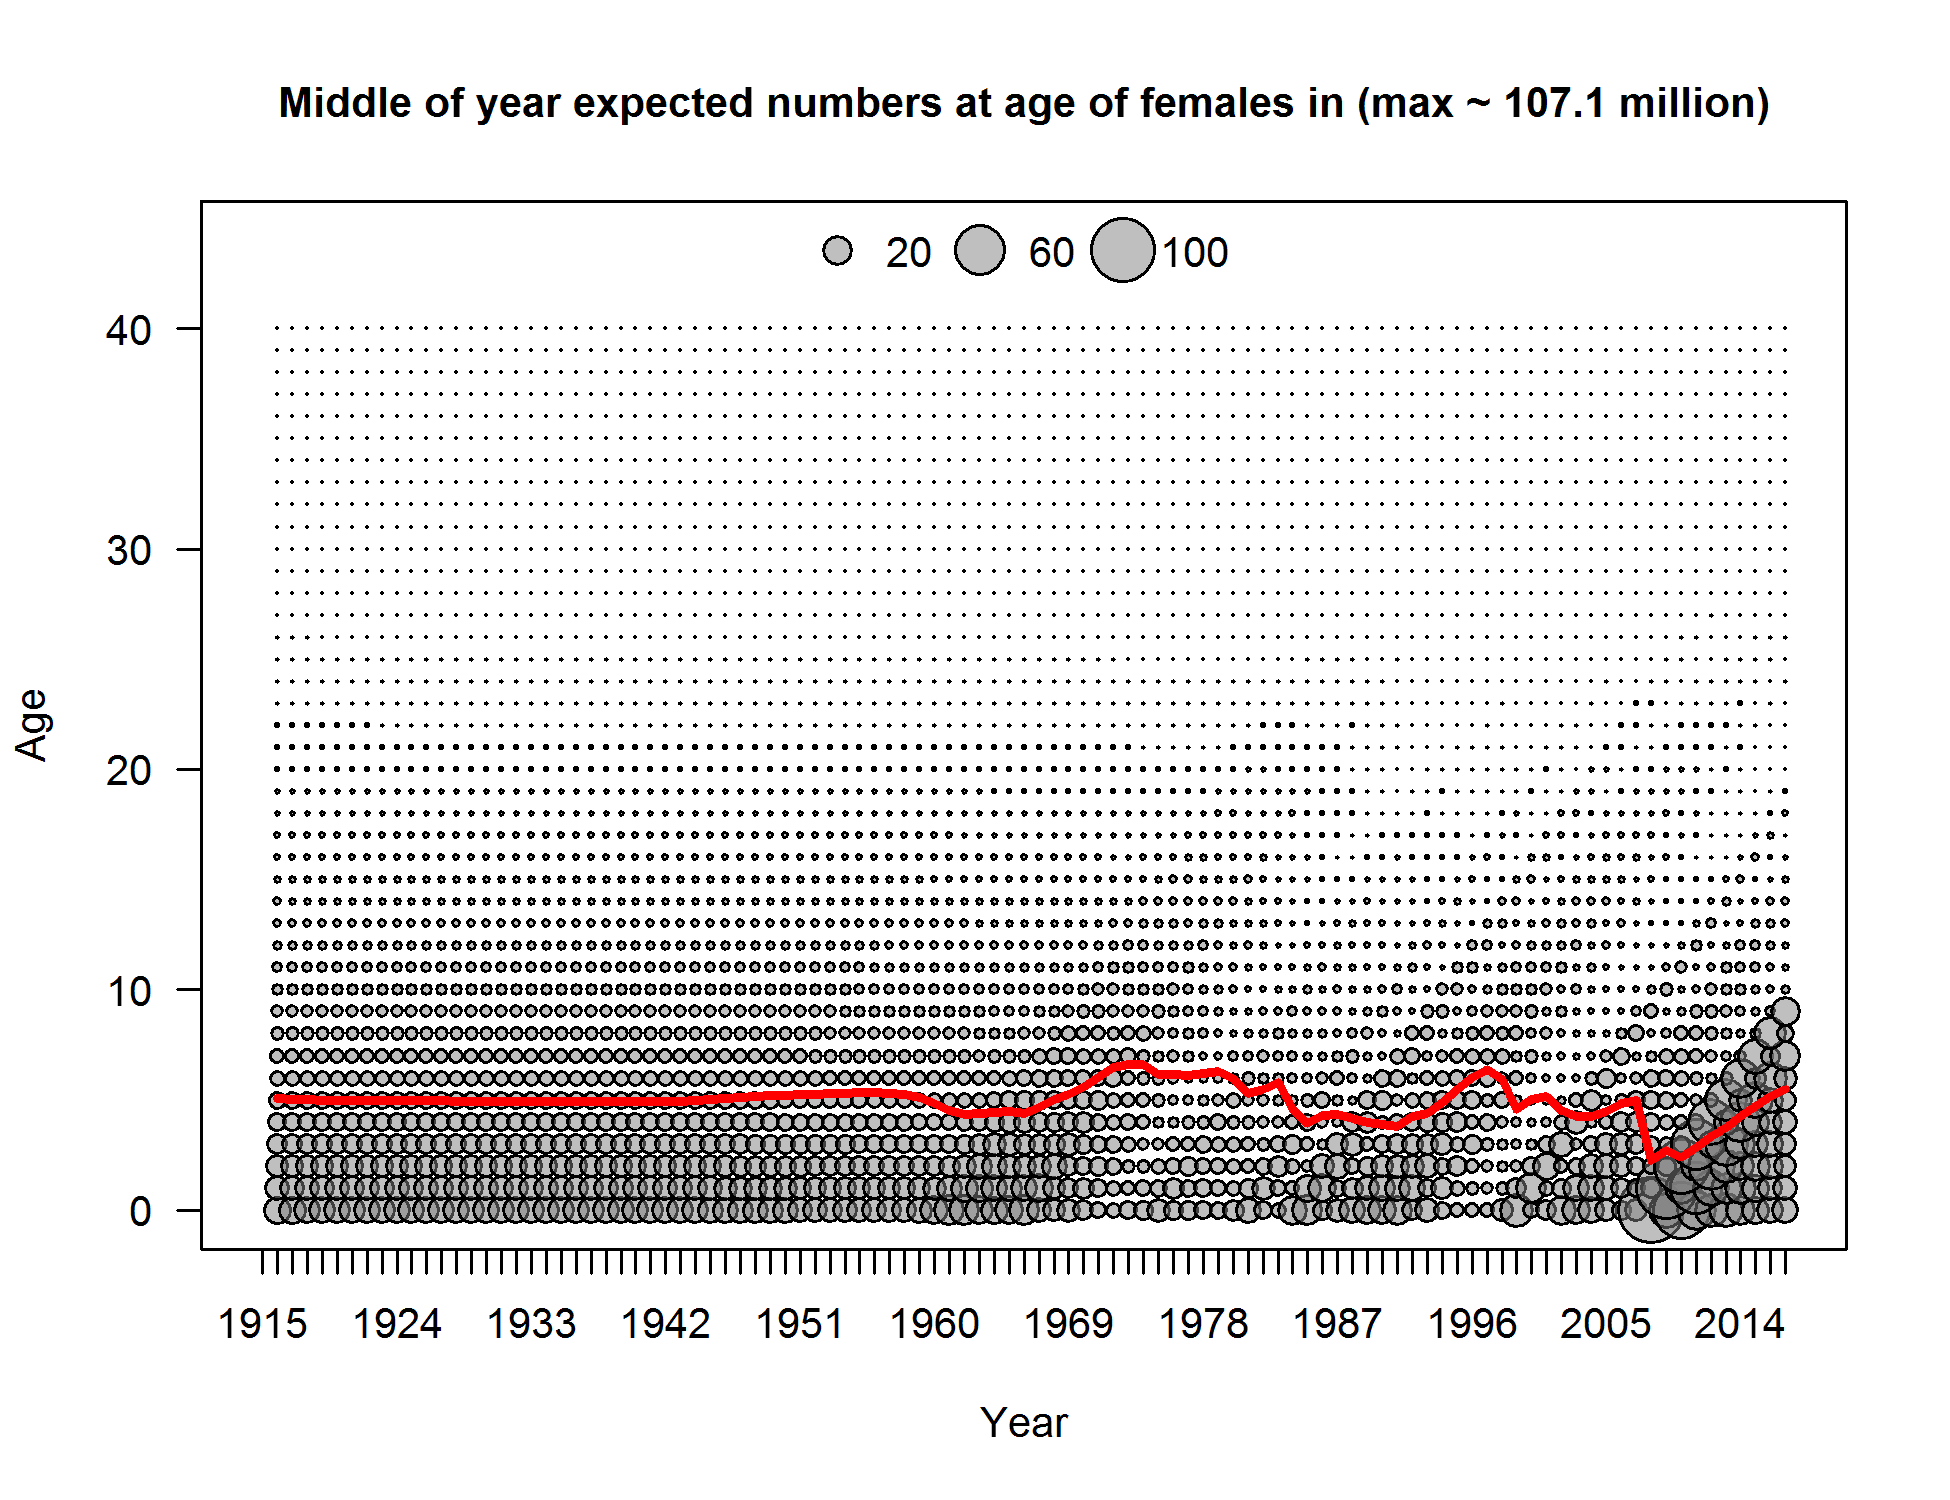 Middle of year expected numbers at age of females in (max ~ 107.1 million)
20 60 100
40
30
20
10
0
Age
1915 1924 1933 1942 1951 1960 1969 1978 1987 1996 2005 2014
Year